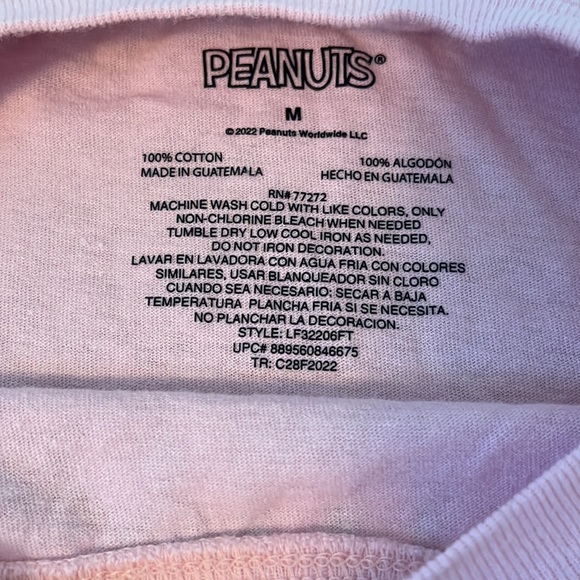 PEANUTS®
M
© 2022 Peanuts Worldwide LLC
100% COTTON 100% ALGODÓN
MADE IN GUATEMALA HECHO EN GUATEMALA
RN# 77272
MACHINE WASH COLD WITH LIKE COLORS, ONLY
NON-CHLORINE BLEACH WHEN NEEDED
TUMBLE DRY LOW COOL IRON AS NEEDED,
DO NOT IRON DECORATION.
LAVAR EN LAVADORA CON AGUA FRIA CON COLORES
SIMILARES, USAR BLANQUEADOR SIN CLORO
CUANDO SEA NECESARIO: SECAR A BAJA
TEMPERATURA PLANCHA FRIA SI SE NECESITA.
NO PLANCHAR LA DECORACION.
STYLE: LF32206FT
UPC# 889560846675
TR: C28F2022